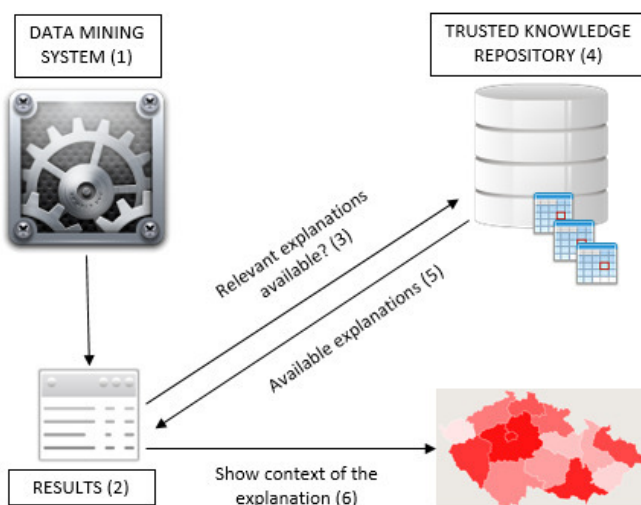 DATA MINING
SYSTEM (1)
TRUSTED KNOWLEDGE
REPOSITORY (4)
Relevant explanations
available? (3)
Available explanations (5)
RESULTS (2)
Show context of the
explanation (6)